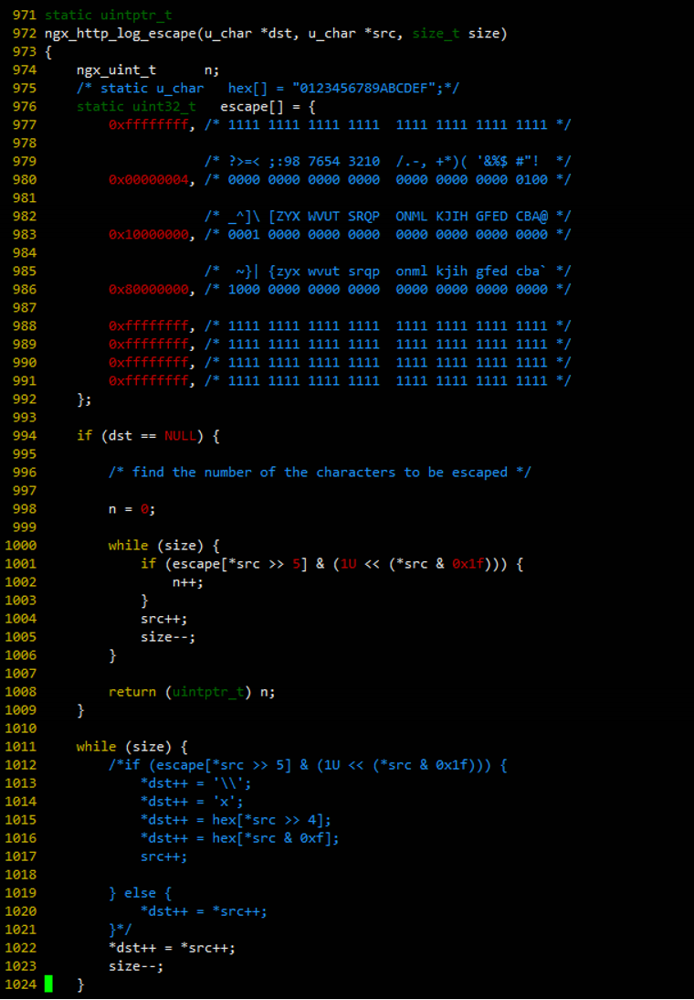 971 static uintptr_t
972 ngx_http_log_escape(u_char *dst, u_char *src, size_t size)
973 {
974     ngx_uint_t      n;
975     /* static u_char   hex[] = "0123456789ABCDEF";*/
976     static uint32_t   escape[] = {
977         0xffffffff, /* 1111 1111 1111 1111  1111 1111 1111 1111 */
978
979                     /* ?>=< ;:98 7654 3210  /.-, +*)( '&%$ #"!  */
980         0x00000004, /* 0000 0000 0000 0000  0000 0000 0000 0100 */
981
982                     /* _^]\ [ZYX WVUT SRQP  ONML KJIH GFED CBA@ */
983         0x10000000, /* 0001 0000 0000 0000  0000 0000 0000 0000 */
984
985                     /*  ~}| {zyx wvut srqp  onml kjih gfed cba` */
986         0x80000000, /* 1000 0000 0000 0000  0000 0000 0000 0000 */
987
988         0xffffffff, /* 1111 1111 1111 1111  1111 1111 1111 1111 */
989         0xffffffff, /* 1111 1111 1111 1111  1111 1111 1111 1111 */
990         0xffffffff, /* 1111 1111 1111 1111  1111 1111 1111 1111 */
991         0xffffffff, /* 1111 1111 1111 1111  1111 1111 1111 1111 */
992     };
993
994     if (dst == NULL) {
995
996         /* find the number of the characters to be escaped */
997
998         n = 0;
999
1000         while (size) {
1001             if (escape[*src >> 5] & (1U << (*src & 0x1f))) {
1002                 n++;
1003             }
1004             src++;
1005             size--;
1006         }
1007
1008         return (uintptr_t) n;
1009     }
1010
1011     while (size) {
1012         /*if (escape[*src >> 5] & (1U << (*src & 0x1f))) {
1013             *dst++ = '\\';
1014             *dst++ = 'x';
1015             *dst++ = hex[*src >> 4];
1016             *dst++ = hex[*src & 0xf];
1017             src++;
1018
1019         } else {
1020             *dst++ = *src++;
1021         }*/
1022         *dst++ = *src++;
1023         size--;
1024     }